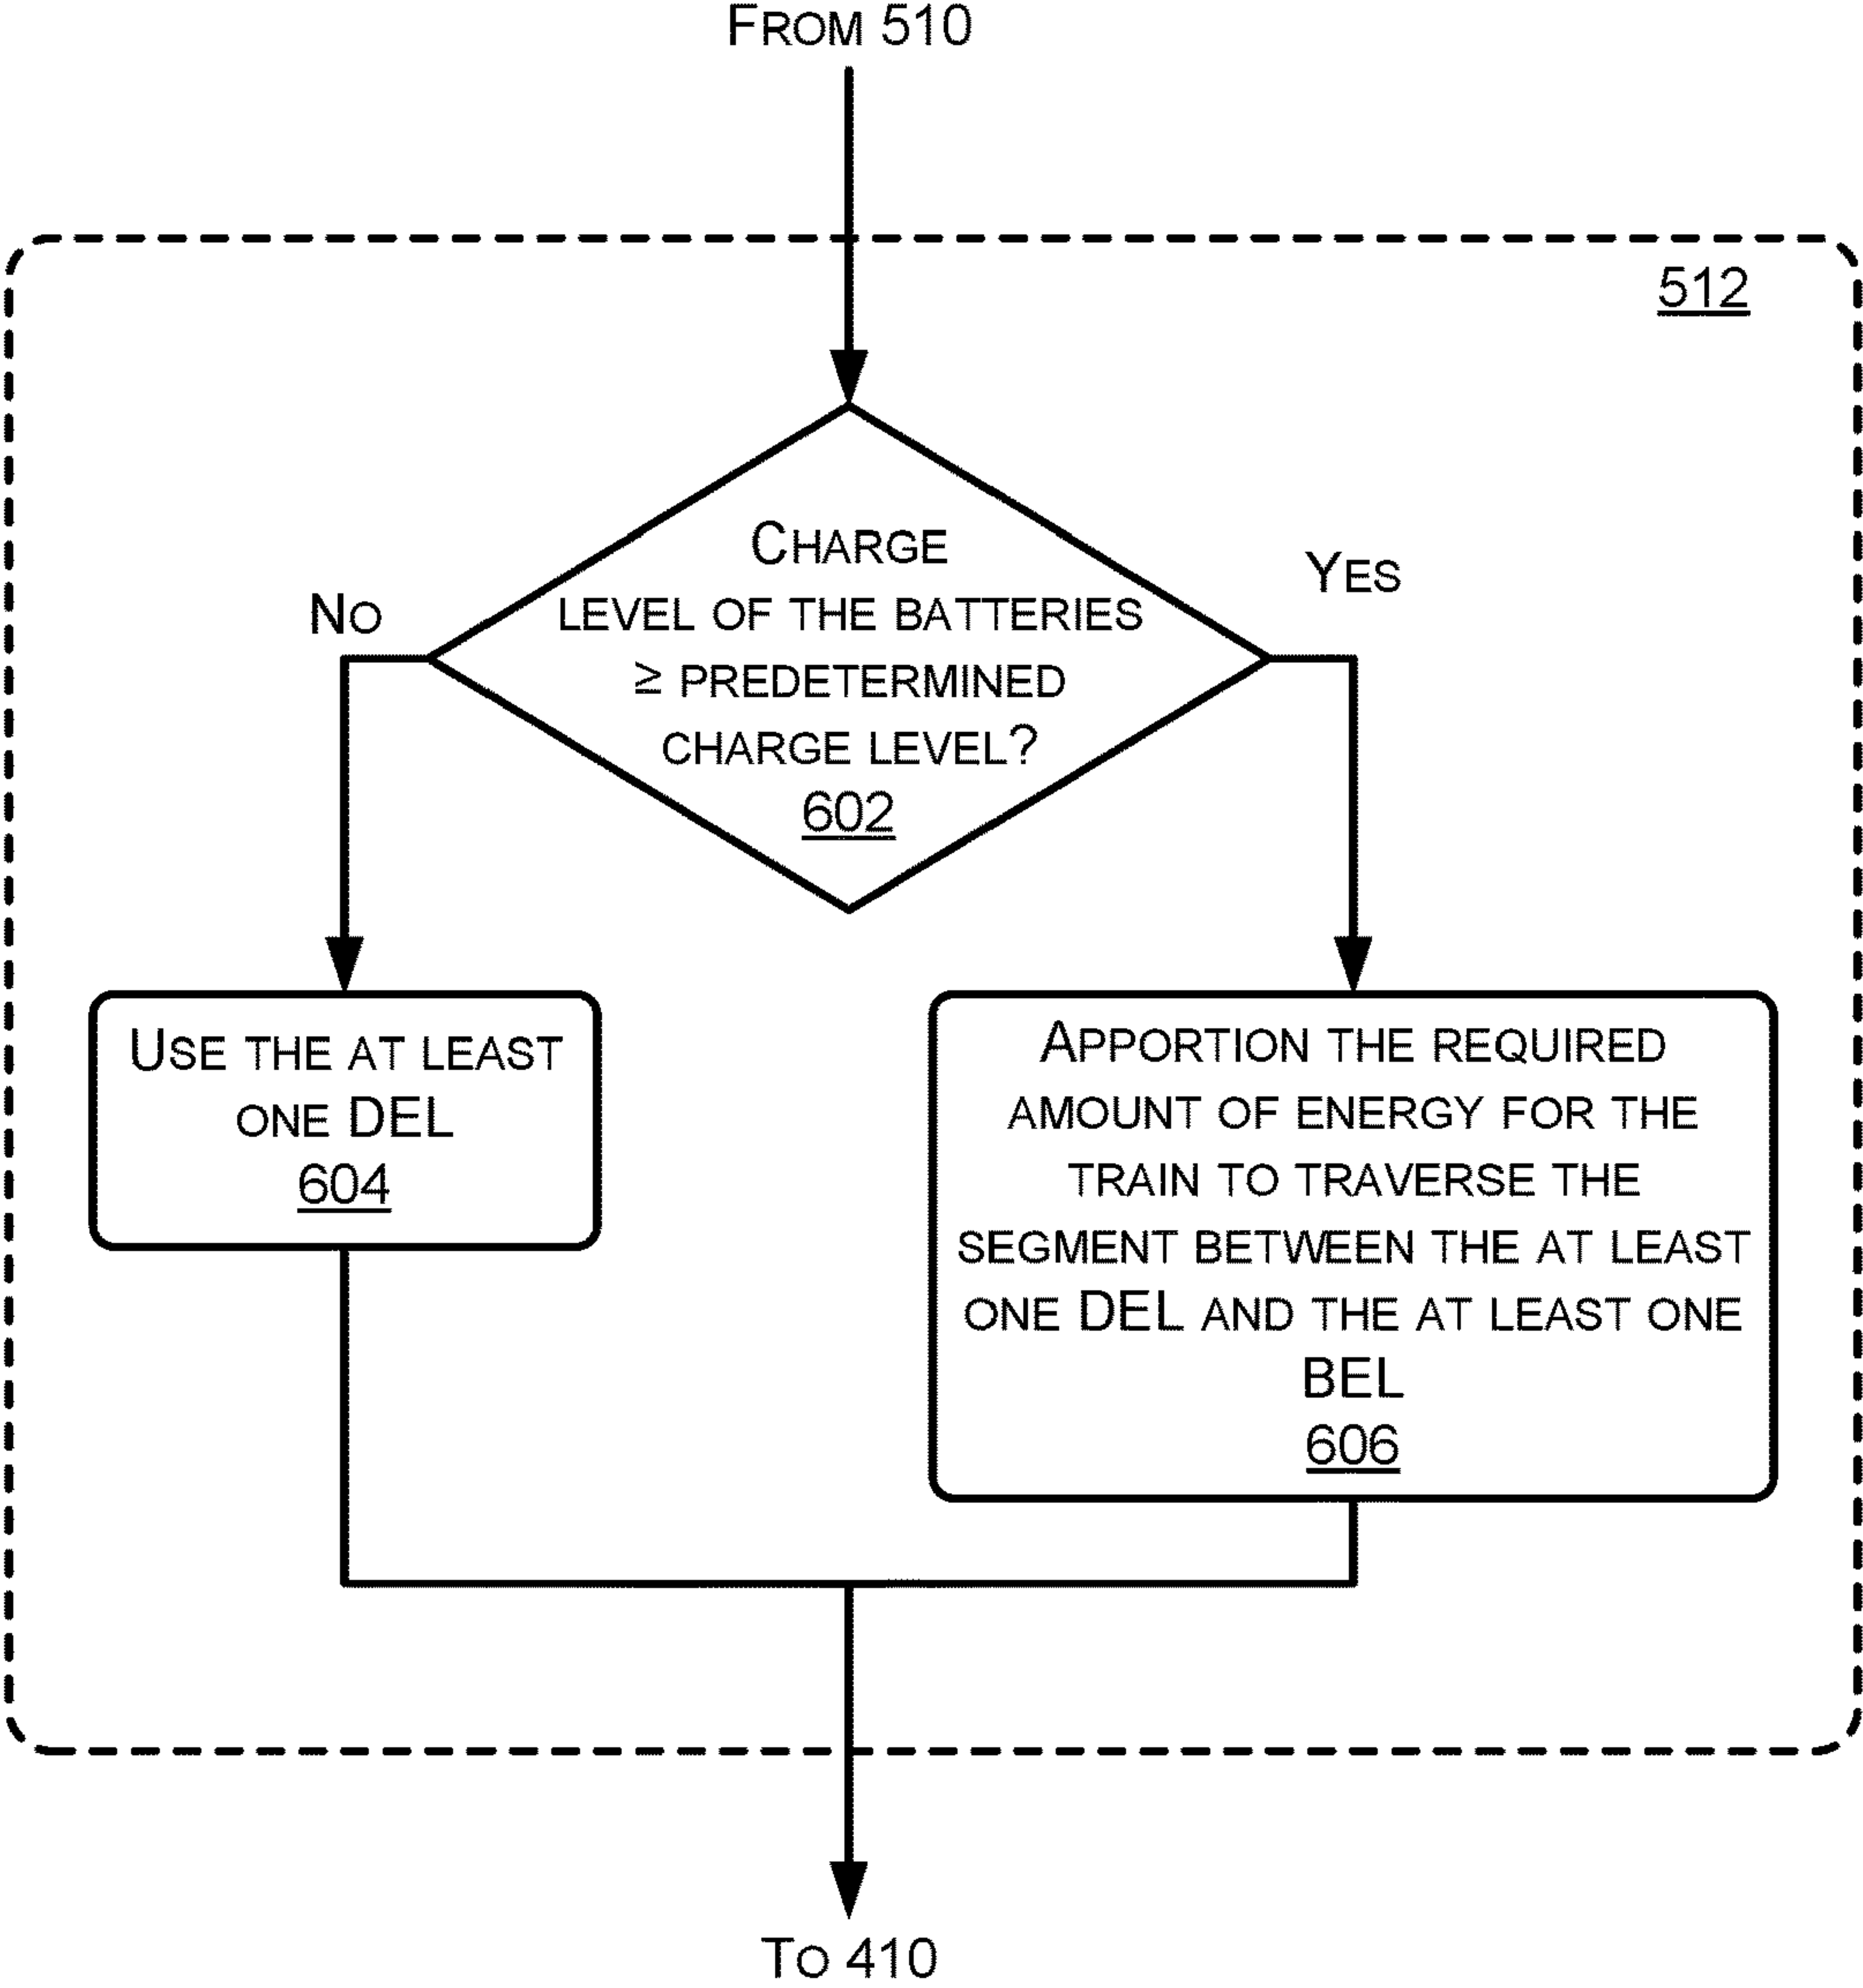 FROM 510
512
CHARGE
LEVEL OF THE BATTERIES
≥ PREDETERMINED
CHARGE LEVEL?
602
NO
YES
USE THE AT LEAST
ONE DEL
604
APPORTION THE REQUIRED
AMOUNT OF ENERGY FOR THE
TRAIN TO TRAVERSE THE
SEGMENT BETWEEN THE AT LEAST
ONE DEL AND THE AT LEAST ONE
BEL
606
TO 410